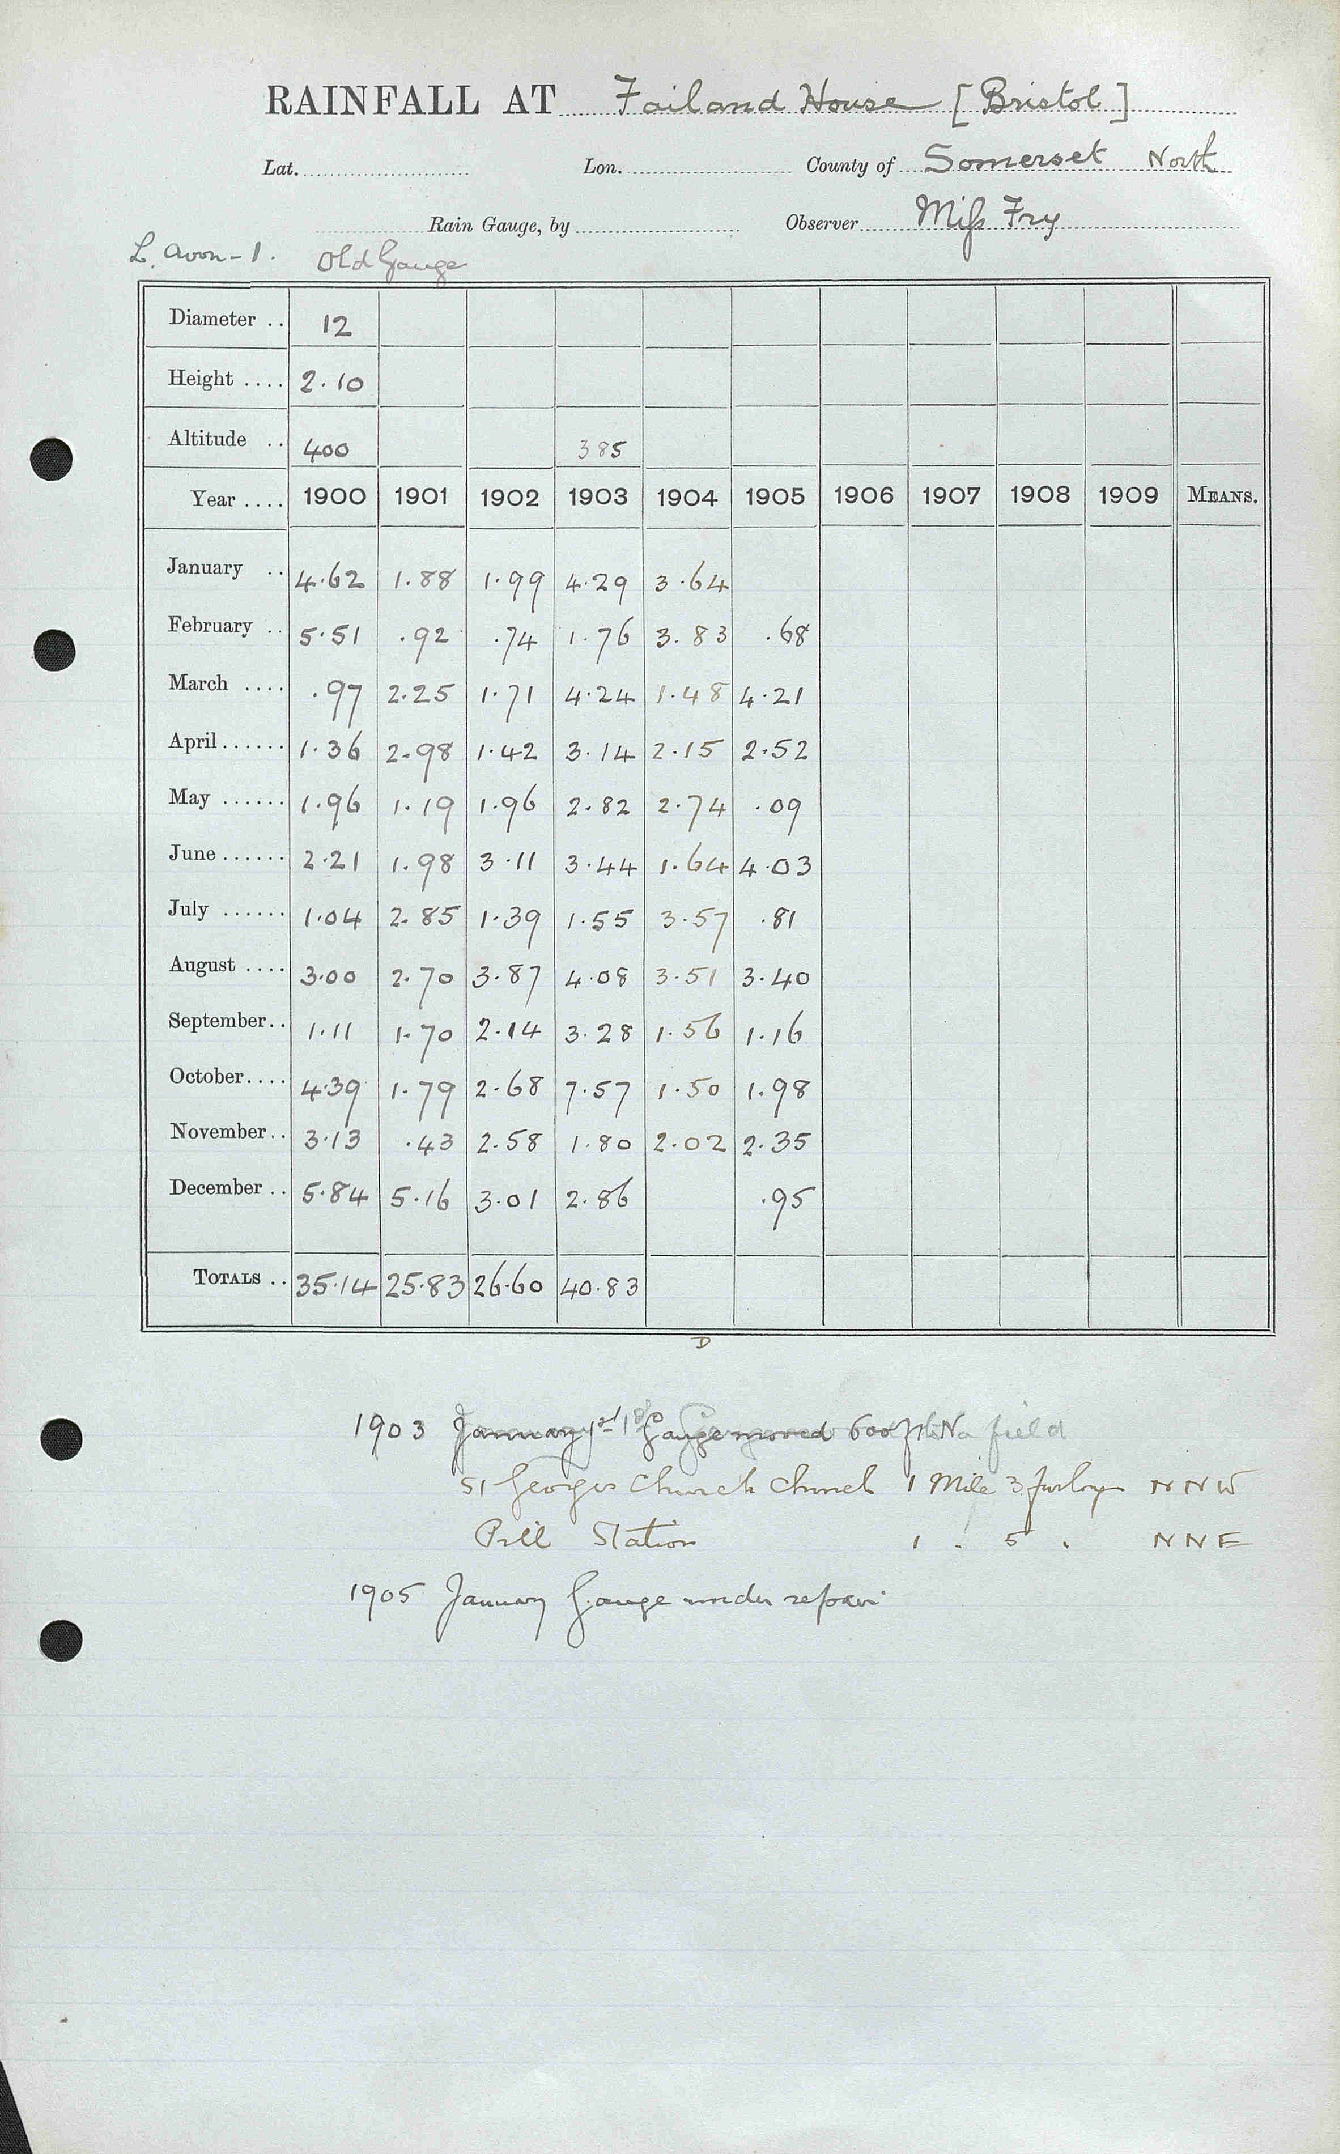 RAINFALL AT Failand House [Bristol]
Lat. Lon. County of Somerset North
Rain Gauge, by Observer Miss Fry
L. Avon - 1. Old Gauge
Diameter .. 12
Height .... 2.10
Altitude .. 400 385
Year .... 1900 1901 1902 1903 1904 1905 1906 1907 1908 1909 MEANS.
January .. 4.62 1.88 1.99 4.29 3.64
February .. 5.51 .92 .74 1.76 3.83 .68
March .... .97 2.25 1.71 4.24 1.48 4.21
April...... 1.36 2.98 1.42 3.14 2.15 2.52
May ...... 1.96 1.19 1.96 2.82 2.74 .09
June ...... 2.21 1.98 3.11 3.44 1.64 4.03
July ...... 1.04 2.85 1.39 1.55 3.57 .81
August .... 3.00 2.70 3.87 4.08 3.51 3.40
September.. 1.11 1.70 2.14 3.28 1.56 1.16
October.... 4.39 1.79 2.68 7.57 1.50 1.98
November.. 3.13 .43 2.58 1.80 2.02 2.35
December .. 5.84 5.16 3.01 2.86 .95
TOTALS .. 35.14 25.83 26.60 40.83
D
1903 January 1st Gauge moved 600 ft field
St Georges Church Church 1 Mile 3 furlongs NNW
Pill Station 1 . 5 . NNE
1905 January Gauge under repair